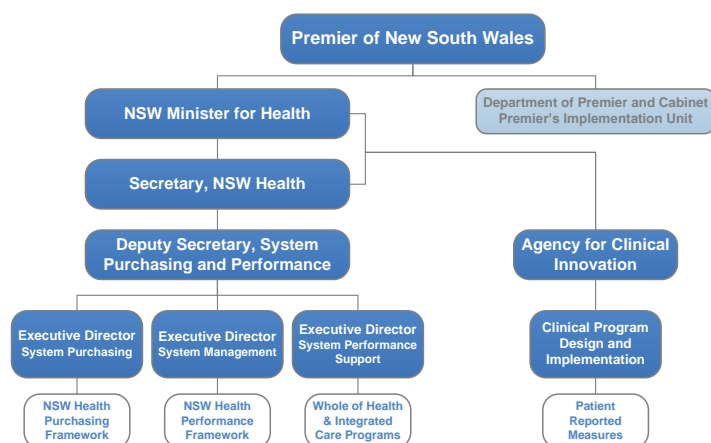 Premier of New South Wales
NSW Minister for Health
Department of Premier and Cabinet
Premier's Implementation Unit
Secretary, NSW Health
Deputy Secretary, System
Purchasing and Performance
Agency for Clinical
Innovation
Executive Director
System Purchasing
Executive Director
System Management
Executive Director
System Performance
Support
Clinical Program
Design and
Implementation
NSW Health
Purchasing
Framework
NSW Health
Performance
Framework
Whole of Health
& Integrated
Care Programs
Patient
Reported
Measures